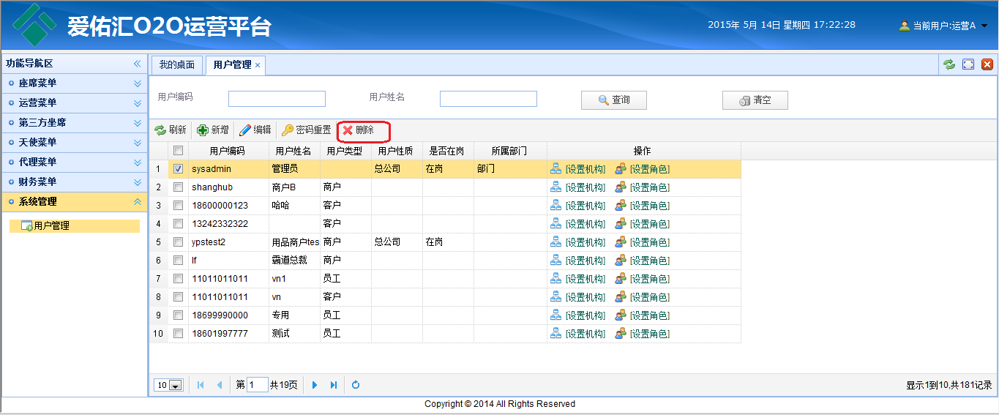 爱佑汇O2O运营平台
2015年 5月 14日 星期四 17:22:28
当前用户:运营A
功能导航区
座席菜单
运营菜单
第三方坐席
天使菜单
代理菜单
财务菜单
系统管理
用户管理
我的桌面 用户管理
用户编码 用户姓名 查询 清空
刷新 新增 编辑 密码重置 删除
用户编码 用户姓名 用户类型 用户性质 是否在岗 所属部门 操作
1 sysadmin 管理员 总公司 在岗 部门 [设置机构] [设置角色]
2 shanghub 商户B 商户 [设置机构] [设置角色]
3 18600000123 哈哈 客户 [设置机构] [设置角色]
4 13242332322 客户 [设置机构] [设置角色]
5 ypstest2 用品商户tes 商户 总公司 在岗 [设置机构] [设置角色]
6 lf 霸道总裁 商户 [设置机构] [设置角色]
7 11011011011 vn1 员工 [设置机构] [设置角色]
8 11011011011 vn 客户 [设置机构] [设置角色]
9 18699990000 专用 员工 [设置机构] [设置角色]
10 18601997777 测试 员工 [设置机构] [设置角色]
10 第 1 共19页 显示1到10,共181记录
Copyright © 2014 All Rights Reserved